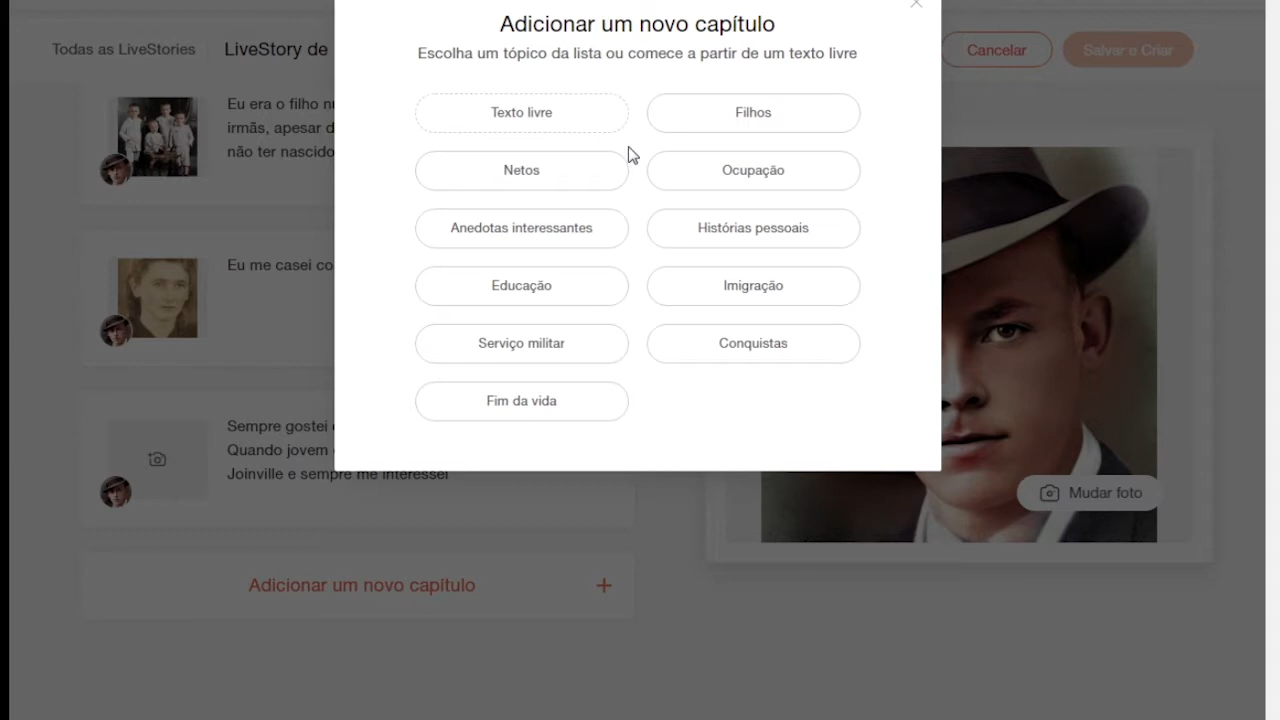 Adicionar um novo capítulo
Escolha um tópico da lista ou comece a partir de um texto livre
Todas as LiveStories
LiveStory de
Cancelar
Salvar e Criar
Texto livre
Filhos
Netos
Ocupação
Anedotas interessantes
Histórias pessoais
Educação
Imigração
Serviço militar
Conquistas
Fim da vida
Eu era o filho
irmãs, apesar
não ter nascido
Eu me casei
Sempre gostei
Quando jovem
Joinville e sempre me interessei
Mudar foto
Adicionar um novo capítulo